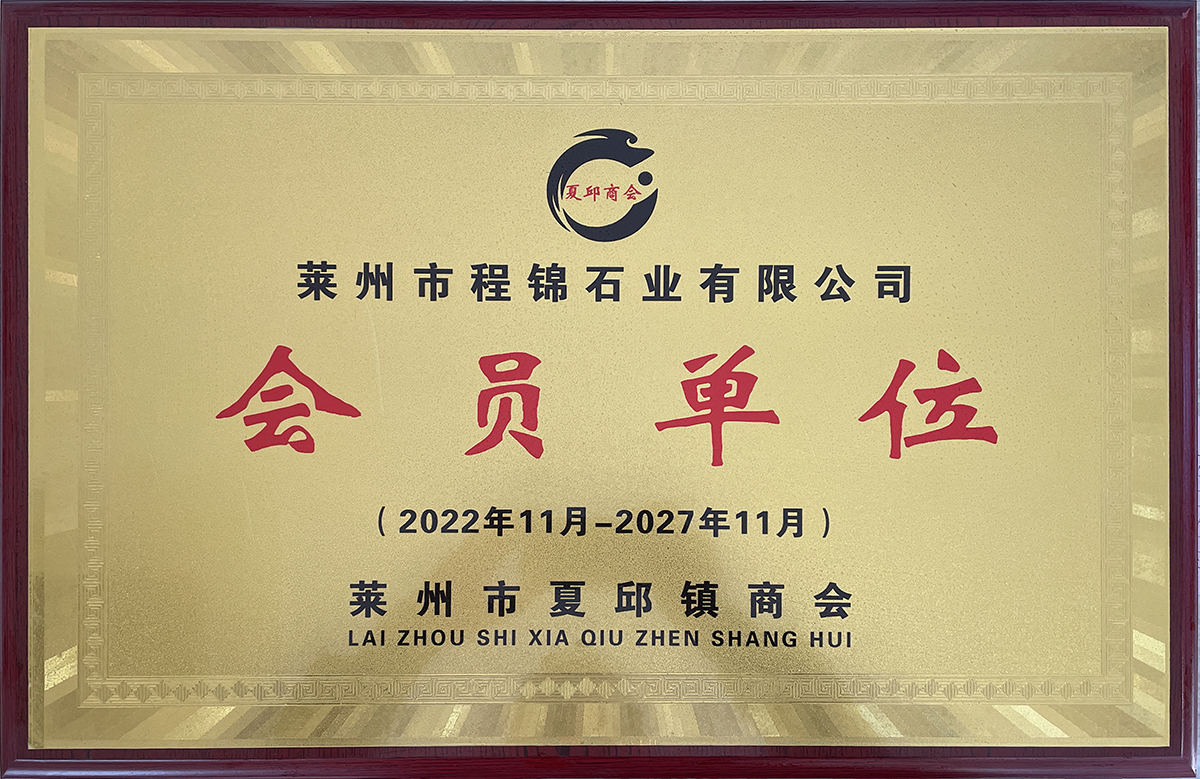 夏邱商会
莱州市程锦石业有限公司
会员单位
（2022年11月-2027年11月）
莱州市夏邱镇商会
LAI ZHOU SHI XIA QIU ZHEN SHANG HUI